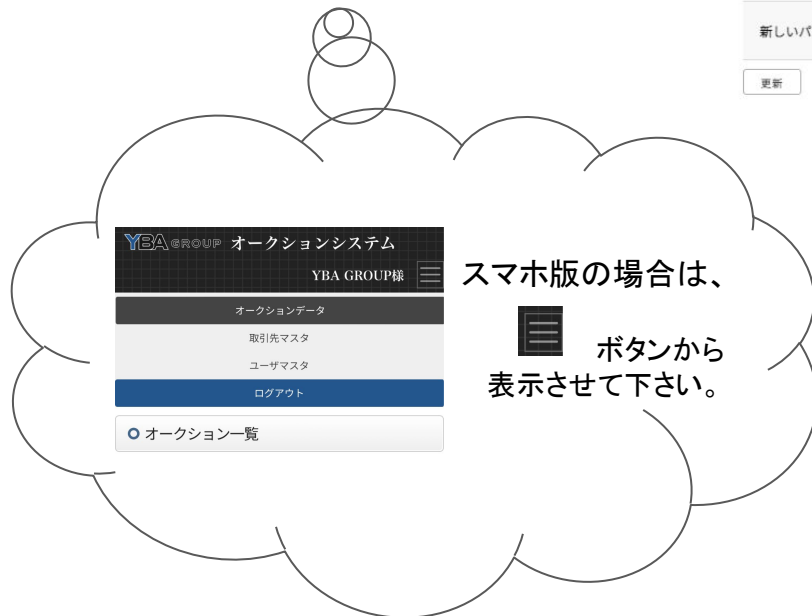 新しいパ
更新
YBA GROUP オークションシステム
YBA GROUP様
オークションデータ
取引先マスタ
ユーザマスタ
ログアウト
オークション一覧
スマホ版の場合は、
ボタンから
表示させて下さい。